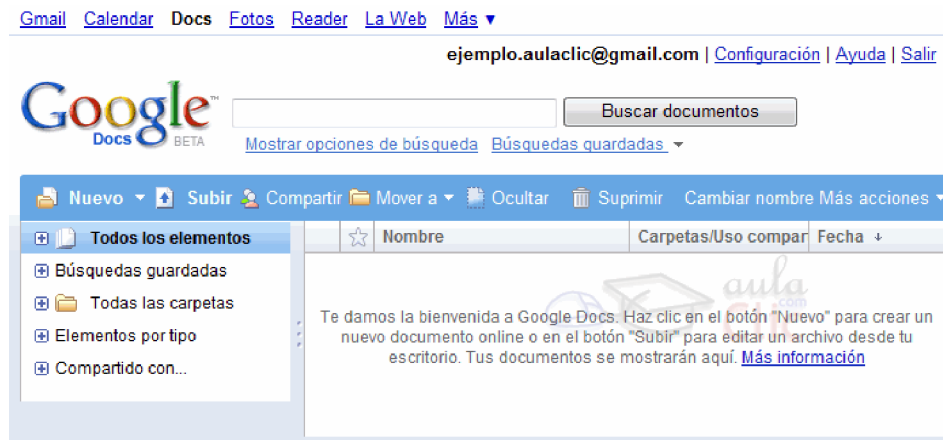 Gmail Calendar Docs Fotos Reader La Web Más ▼
ejemplo.aulaclic@gmail.com | Configuración | Ayuda | Salir
Google™
Docs BETA
Buscar documentos
Mostrar opciones de búsqueda Búsquedas guardadas
Nuevo Subir Compartir Mover a Ocultar Suprimir Cambiar nombre Más acciones
Todos los elementos
Nombre Carpetas/Uso compar Fecha
Búsquedas guardadas
Todas las carpetas
Elementos por tipo
Compartido con...
aula
Clic
.com
Te damos la bienvenida a Google Docs. Haz clic en el botón "Nuevo" para crear un
nuevo documento online o en el botón "Subir" para editar un archivo desde tu
escritorio. Tus documentos se mostrarán aquí. Más información